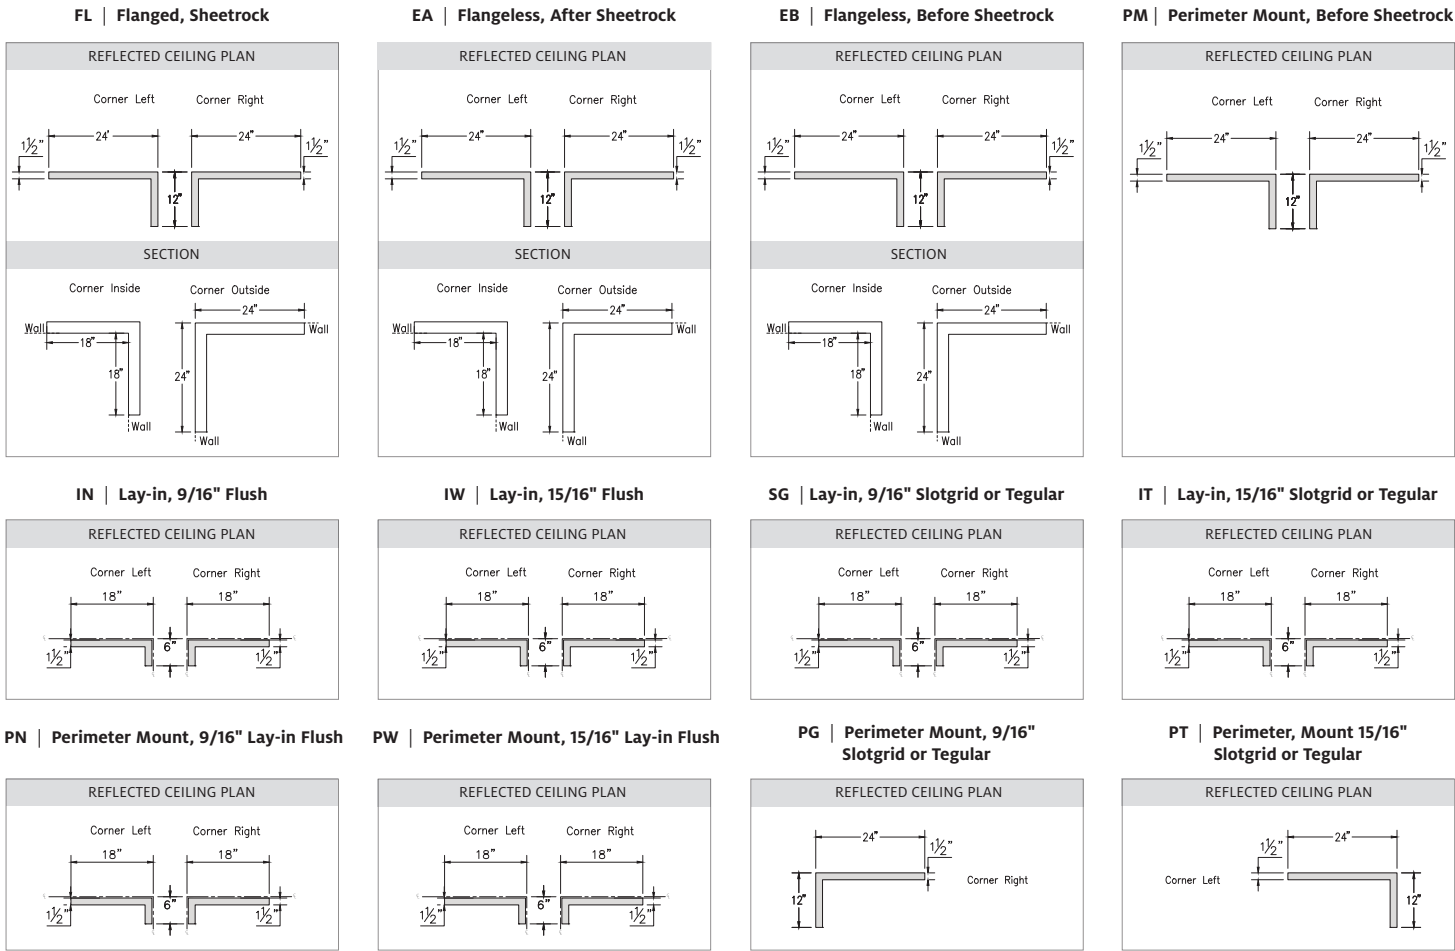 FL | Flanged, Sheetrock
REFLECTED CEILING PLAN
Corner Left Corner Right
24' 24"
1½" 1½"
12"
SECTION
Corner Inside Corner Outside
24"
Wall Wall
18"
18" 24"
Wall
Wall
EA | Flangeless, After Sheetrock
REFLECTED CEILING PLAN
Corner Left Corner Right
24" 24"
1½" 1½"
12"
SECTION
Corner Inside Corner Outside
24"
Wall Wall
18"
18" 24"
Wall
Wall
EB | Flangeless, Before Sheetrock
REFLECTED CEILING PLAN
Corner Left Corner Right
24" 24"
1½" 1½"
12"
SECTION
Corner Inside Corner Outside
24"
Wall Wall
18"
18" 24"
Wall
Wall
PM | Perimeter Mount, Before Sheetrock
REFLECTED CEILING PLAN
Corner Left Corner Right
24" 24"
1½" 1½"
12"
IN | Lay-in, 9/16" Flush
REFLECTED CEILING PLAN
Corner Left Corner Right
18" 18"
6"
1½" 1½"
IW | Lay-in, 15/16" Flush
REFLECTED CEILING PLAN
Corner Left Corner Right
18" 18"
6"
1½" 1½"
SG | Lay-in, 9/16" Slotgrid or Tegular
REFLECTED CEILING PLAN
Corner Left Corner Right
18" 18"
6"
1½" 1½"
IT | Lay-in, 15/16" Slotgrid or Tegular
REFLECTED CEILING PLAN
Corner Left Corner Right
18" 18"
6"
1½" 1½"
PN | Perimeter Mount, 9/16" Lay-in Flush
REFLECTED CEILING PLAN
Corner Left Corner Right
18" 18"
6"
1½" 1½"
PW | Perimeter Mount, 15/16" Lay-in Flush
REFLECTED CEILING PLAN
Corner Left Corner Right
18" 18"
6"
1½" 1½"
PG | Perimeter Mount, 9/16"
Slotgrid or Tegular
REFLECTED CEILING PLAN
24"
1½"
Corner Right
12"
PT | Perimeter, Mount 15/16"
Slotgrid or Tegular
REFLECTED CEILING PLAN
24"
1½"
Corner Left
12"